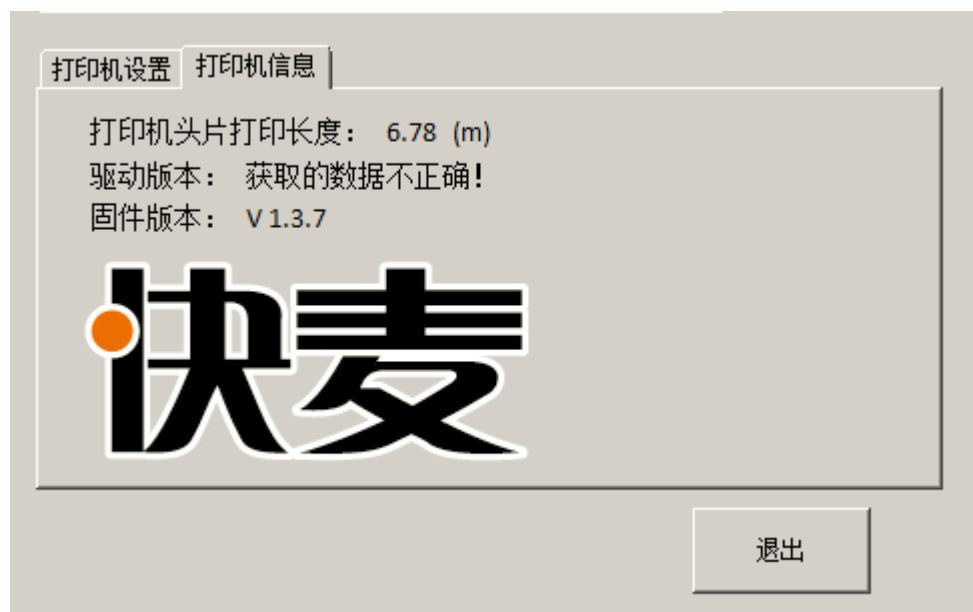 打印机设置 打印机信息
打印机头片打印长度： 6.78 (m)
驱动版本： 获取的数据不正确！
固件版本： V 1.3.7
快麦
退出